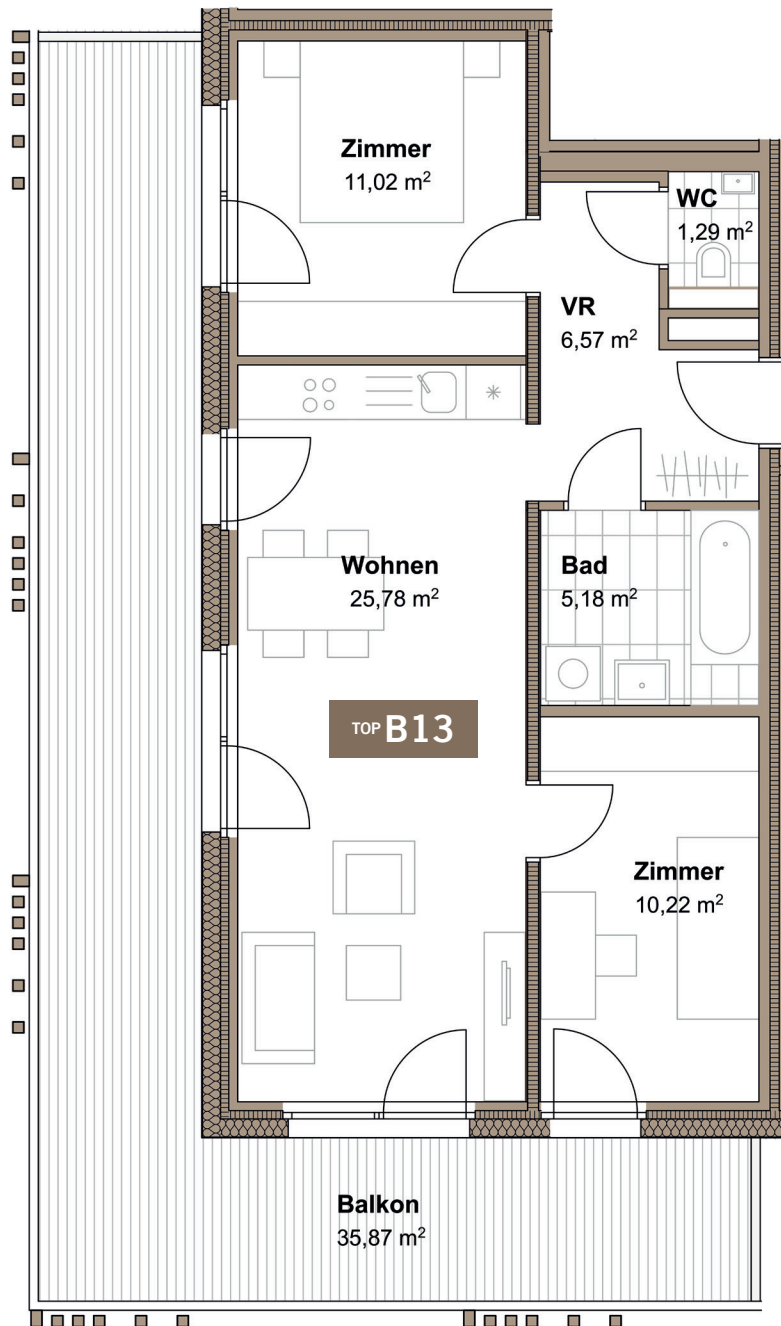 Zimmer
11,02 m²
WC
1,29 m²
VR
6,57 m²
Wohnen
25,78 m²
Bad
5,18 m²
TOP B13
Zimmer
10,22 m²
Balkon
35,87 m²